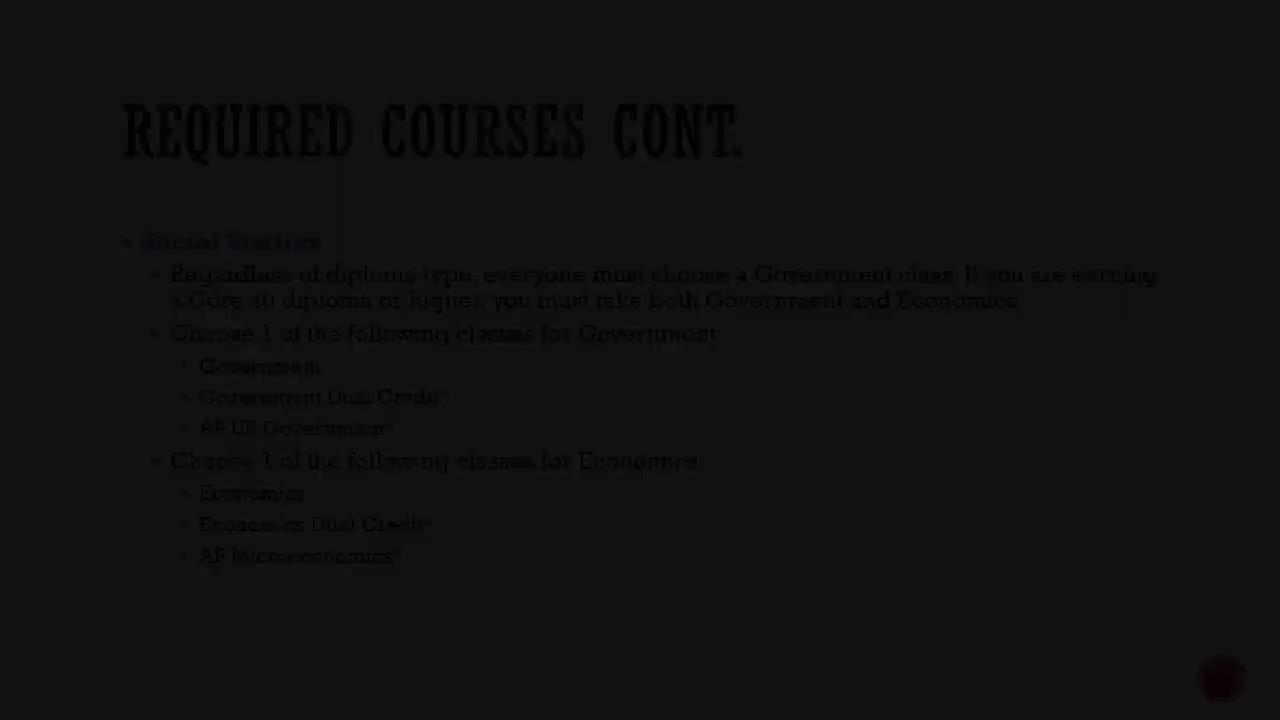 REQUIRED COURSES CONT.
Social Studies
Regardless of diploma type, everyone must choose a Government class. If you are earning
a Core 40 diploma or higher, you must take both Government and Economics.
Choose 1 of the following classes for Government:
Government
Government Dual Credit*
AP US Government*
Choose 1 of the following classes for Economics:
Economics
Economics Dual Credit*
AP Microeconomics*